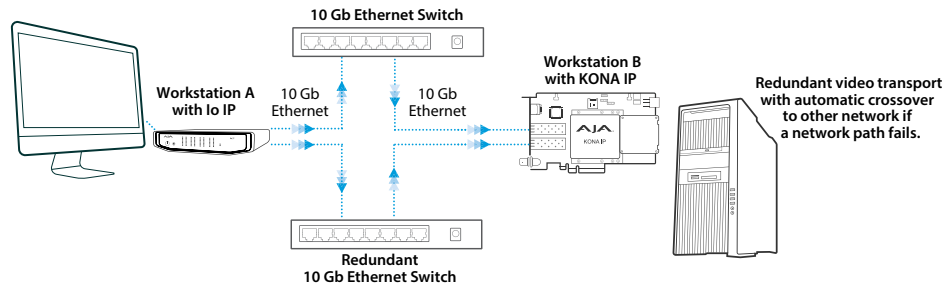 10 Gb Ethernet Switch
Workstation A
with Io IP
10 Gb
Ethernet
10 Gb
Ethernet
Workstation B
with KONA IP
AJA
KONA IP
Redundant video transport
with automatic crossover
to other network if
a network path fails.
Redundant
10 Gb Ethernet Switch